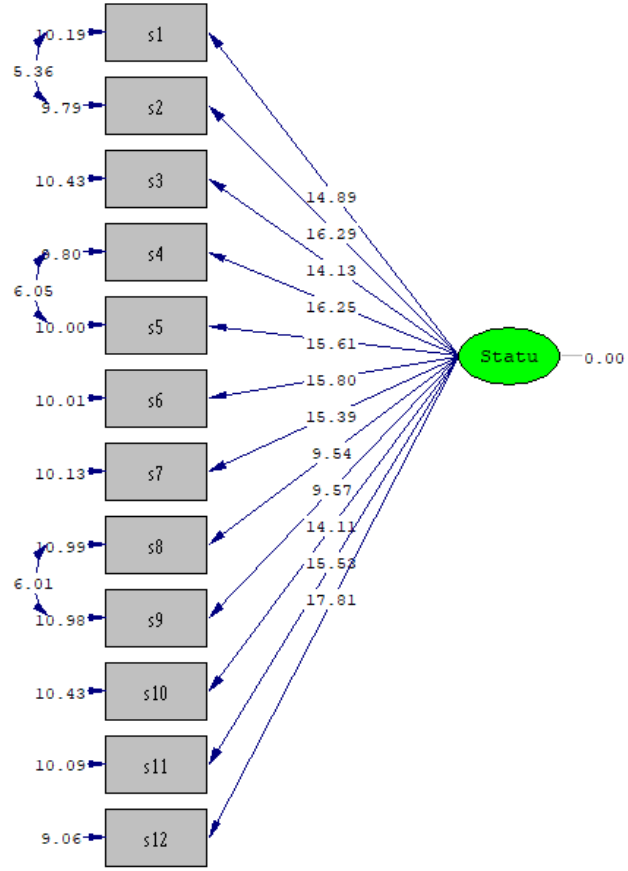 10.19 s1
5.36
9.79 s2
10.43 s3
14.89
16.29
9.80 s4
14.13
6.05
16.25
10.00 s5
15.61
Statu 0.00
10.01 s6
15.80
15.39
10.13 s7
9.54
9.57
10.99 s8
14.11
6.01
15.53
10.98 s9
17.81
10.43 s10
10.09 s11
9.06 s12